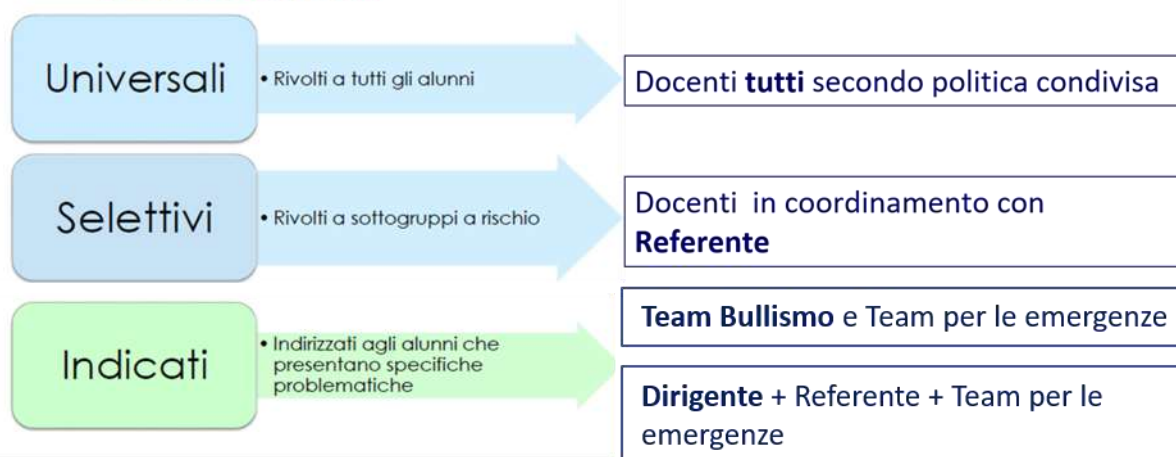 Universali
• Rivolti a tutti gli alunni
Docenti tutti secondo politica condivisa
Selettivi
• Rivolti a sottogruppi a rischio
Docenti in coordinamento con
Referente
Indicati
• Indirizzati agli alunni che
presentano specifiche
problematiche
Team Bullismo e Team per le emergenze
Dirigente + Referente + Team per le
emergenze